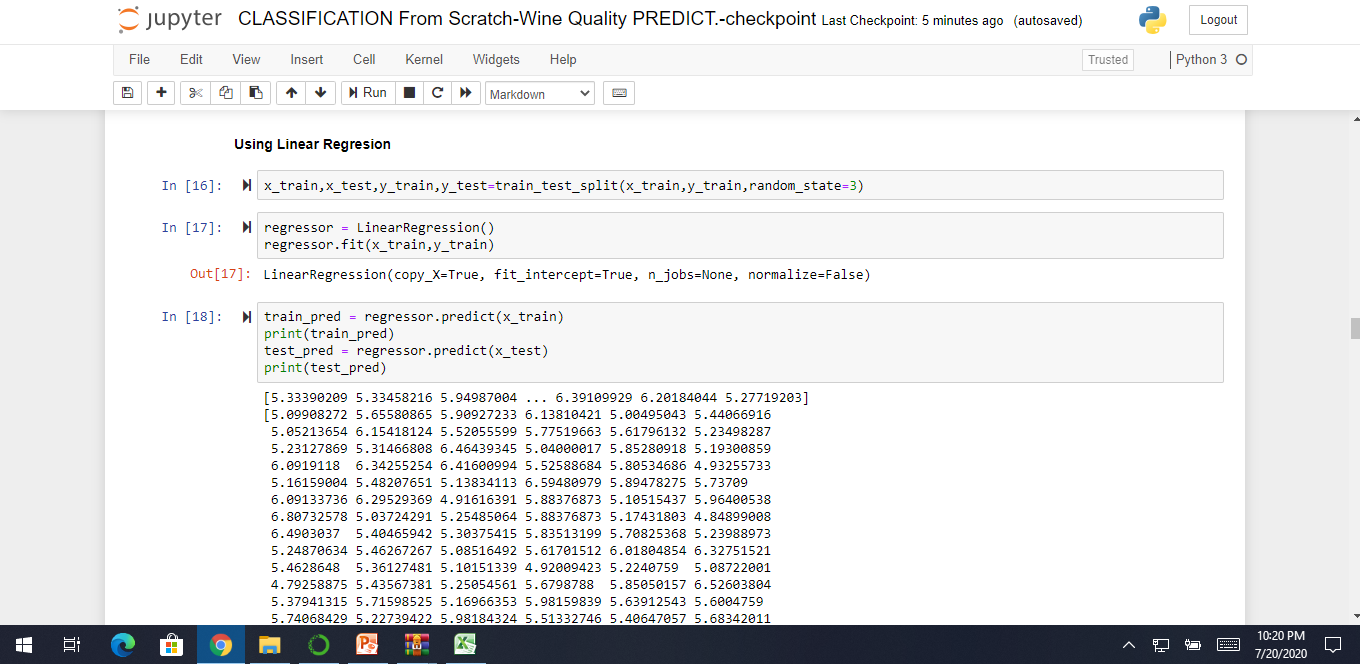 jupyter CLASSIFICATION From Scratch-Wine Quality PREDICT.-checkpoint Last Checkpoint: 5 minutes ago (autosaved)
Logout
File Edit View Insert Cell Kernel Widgets Help
Trusted Python 3
Run Markdown
Using Linear Regresion
In [16]: x_train,x_test,y_train,y_test=train_test_split(x_train,y_train,random_state=3)
In [17]: regressor = LinearRegression()
regressor.fit(x_train,y_train)
Out[17]: LinearRegression(copy_X=True, fit_intercept=True, n_jobs=None, normalize=False)
In [18]: train_pred = regressor.predict(x_train)
print(train_pred)
test_pred = regressor.predict(x_test)
print(test_pred)
[5.33390209 5.33458216 5.94987004 ... 6.39109929 6.20184044 5.27719203]
[5.09908272 5.65580865 5.90927233 6.13810421 5.00495043 5.44066916
5.05213654 6.15418124 5.52055599 5.77519663 5.61796132 5.23498287
5.23127869 5.31466808 6.46439345 5.04000017 5.85280918 5.19300859
6.0919118 6.34255254 6.41600994 5.52588684 5.80534686 4.93255733
5.16159004 5.48207651 5.13834113 6.59480979 5.89478275 5.73709
6.09133736 6.29529369 4.91616391 5.88376873 5.10515437 5.96400538
6.80732578 5.03724291 5.25485064 5.88376873 5.17431803 4.84899008
6.4903037 5.40465942 5.30375415 5.83513199 5.70825368 5.23988973
5.24870634 5.46267267 5.08516492 5.61701512 6.01804854 6.32751521
5.4628648 5.36127481 5.10151339 4.92009423 5.2240759 5.08722001
4.79258875 5.43567381 5.25054561 5.6798788 5.85050157 6.52603804
5.37941315 5.71598525 5.16966353 5.98159839 5.63912543 5.6004759
5.74068429 5.22739422 5.98184324 5.51332746 5.40647057 5.68342011
10:20 PM
7/20/2020